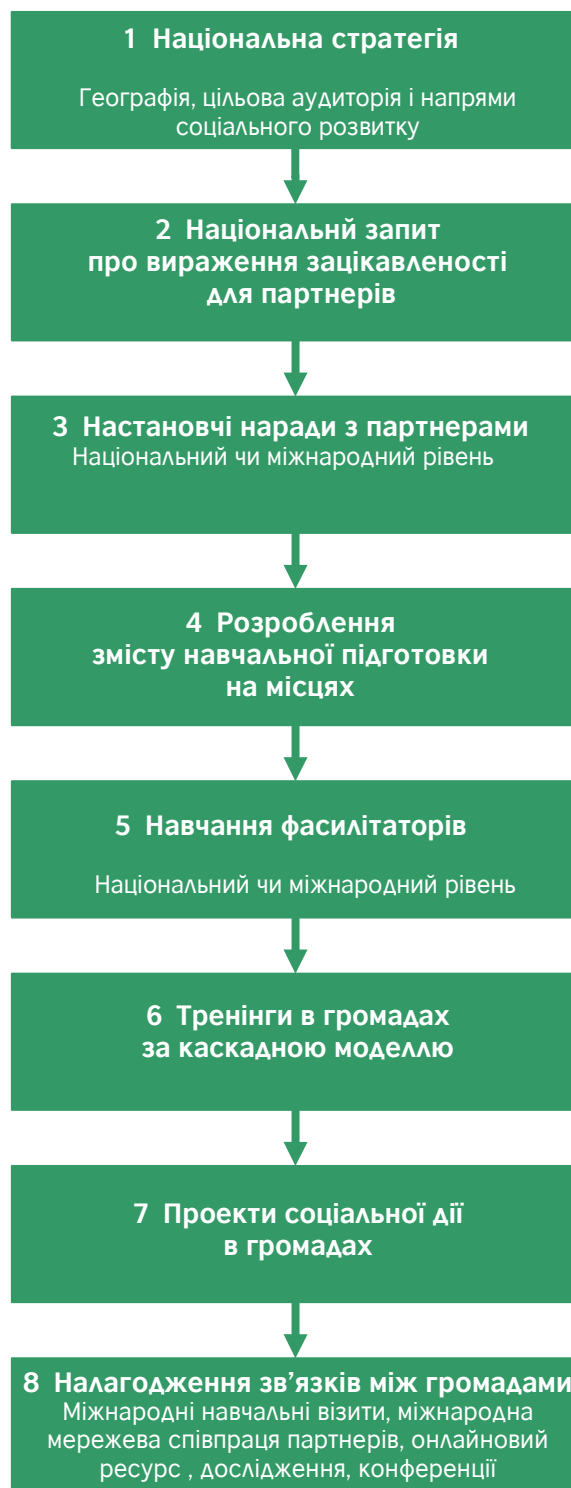 1 Національна стратегія
Географія, цільова аудиторія і напрями
соціального розвитку
2 Національнй запит
про вираження зацікавленості
для партнерів
3 Настановчі наради з партнерами
Національний чи міжнародний рівень
4 Розроблення
змісту навчальної підготовки
на місцях
5 Навчання фасилітаторів
Національний чи міжнародний рівень
6 Тренінги в громадах
за каскадною моделлю
7 Проекти соціальної дії
в громадах
8 Налагодження зв’язків між громадами
Міжнародні навчальні візити, міжнародна
мережева співпраця партнерів, онлайновий
ресурс , дослідження, конференції